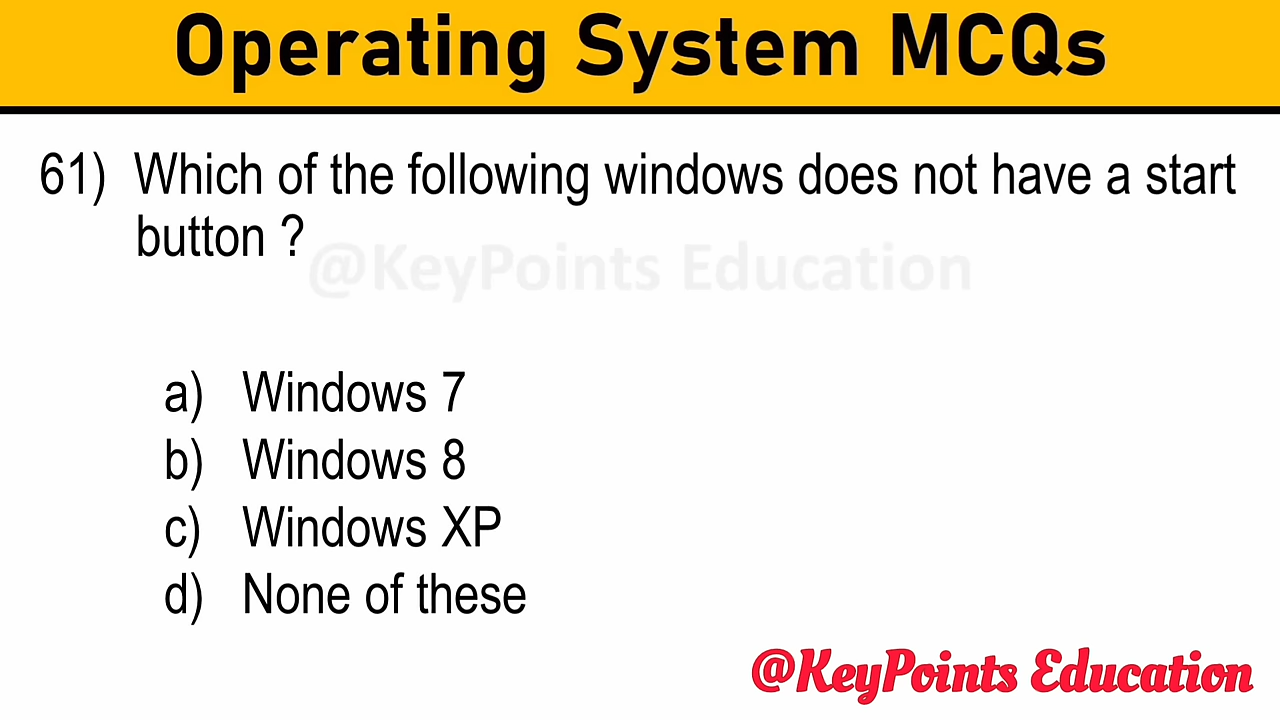 Operating System MCQs
61) Which of the following windows does not have a start
button ?
@KeyPoints Education
a) Windows 7
b) Windows 8
c) Windows XP
d) None of these
@KeyPoints Education